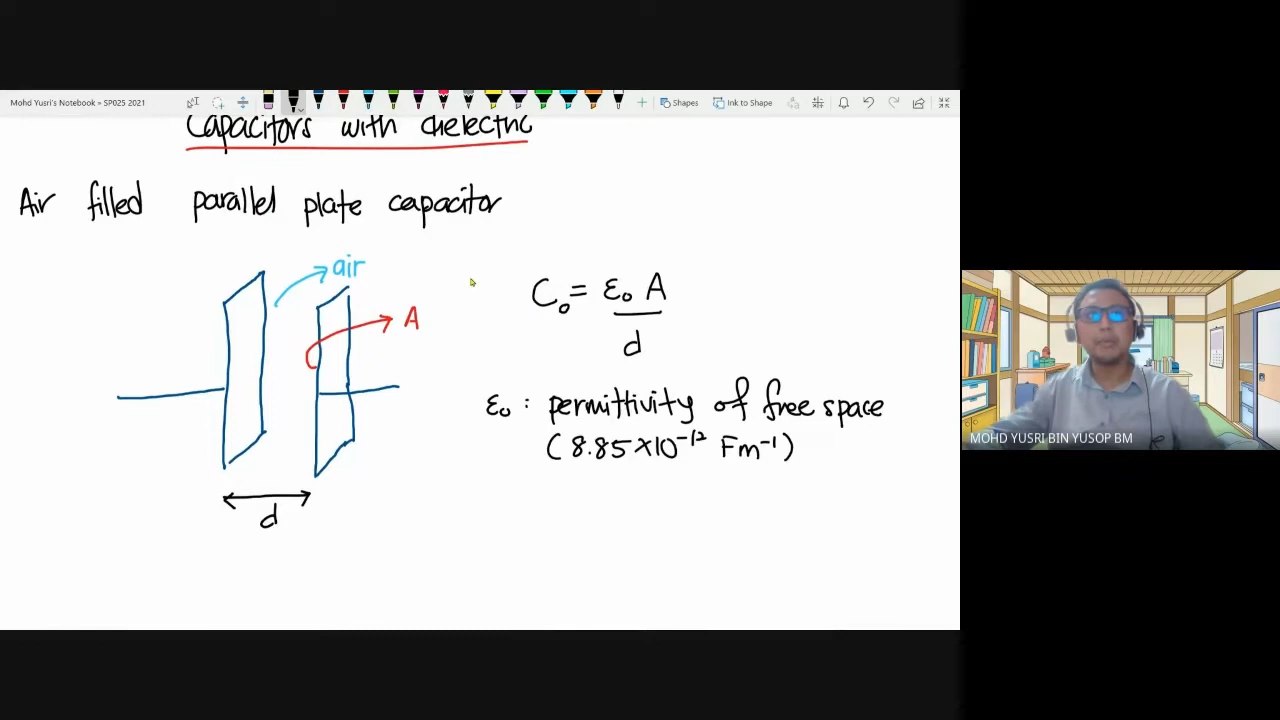 Mohd Yusri's Notebook » SP025 2021
Shapes
Ink to Shape
Capacitors with dielectric
Air filled parallel plate capacitor
air
A
C₀ = ε₀ A
d
ε₀ : permittivity of free space
(8.85×10⁻¹² Fm⁻¹)
d
MOHD YUSRI BIN YUSOP BM